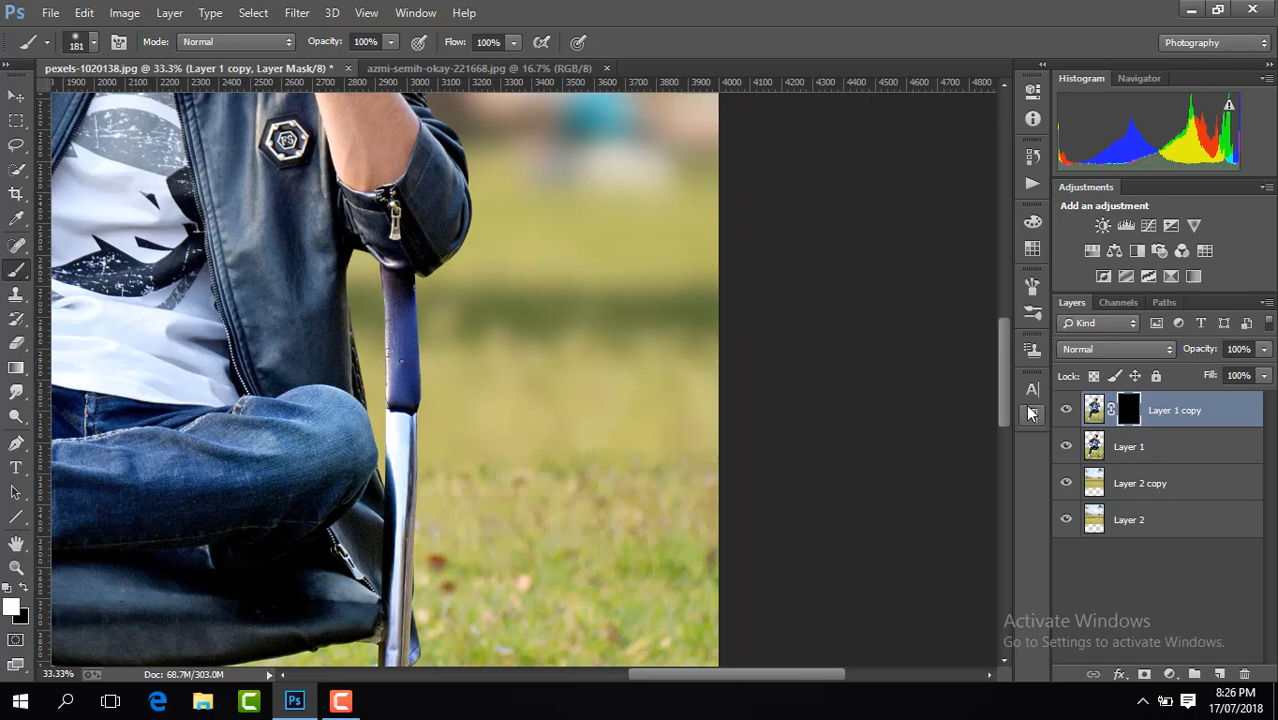 Ps File Edit Image Layer Type Select Filter 3D View Window Help
181 Mode: Normal Opacity: 100% Flow: 100% Photography
pexels-1020138.jpg @ 33.3% (Layer 1 copy, Layer Mask/8) * × azmi-semih-okay-221668.jpg @ 16.7% (RGB/8) ×
1900 2000 2100 2200 2300 2400 2500 2600 2700 2800 2900 3000 3100 3200 3300 3400 3500 3600 3700 3800 3900 4000 4100 4200 4300 4400 4500 4600 4700 4800
Histogram Navigator
Adjustments
Add an adjustment
Layers Channels Paths
Kind
Normal Opacity: 100%
Lock: Fill: 100%
Layer 1 copy
Layer 1
Layer 2 copy
Layer 2
Activate Windows
Go to Settings to activate Windows.
33.33% Doc: 68.7M/303.0M
8:26 PM
17/07/2018